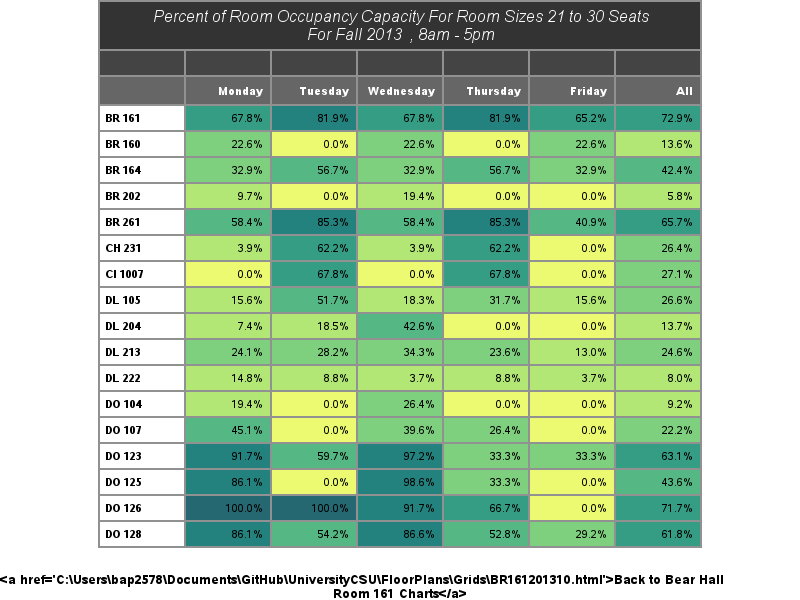 Percent of Room Occupancy Capacity For Room Sizes 21 to 30 Seats
For Fall 2013 , 8am - 5pm
Monday Tuesday Wednesday Thursday Friday All
BR 161 67.8% 81.9% 67.8% 81.9% 65.2% 72.9%
BR 160 22.6% 0.0% 22.6% 0.0% 22.6% 13.6%
BR 164 32.9% 56.7% 32.9% 56.7% 32.9% 42.4%
BR 202 9.7% 0.0% 19.4% 0.0% 0.0% 5.8%
BR 261 58.4% 85.3% 58.4% 85.3% 40.9% 65.7%
CH 231 3.9% 62.2% 3.9% 62.2% 0.0% 26.4%
CI 1007 0.0% 67.8% 0.0% 67.8% 0.0% 27.1%
DL 105 15.6% 51.7% 18.3% 31.7% 15.6% 26.6%
DL 204 7.4% 18.5% 42.6% 0.0% 0.0% 13.7%
DL 213 24.1% 28.2% 34.3% 23.6% 13.0% 24.6%
DL 222 14.8% 8.8% 3.7% 8.8% 3.7% 8.0%
DO 104 19.4% 0.0% 26.4% 0.0% 0.0% 9.2%
DO 107 45.1% 0.0% 39.6% 26.4% 0.0% 22.2%
DO 123 91.7% 59.7% 97.2% 33.3% 33.3% 63.1%
DO 125 86.1% 0.0% 98.6% 33.3% 0.0% 43.6%
DO 126 100.0% 100.0% 91.7% 66.7% 0.0% 71.7%
DO 128 86.1% 54.2% 86.6% 52.8% 29.2% 61.8%
<a href='C:\Users\bap2578\Documents\GitHub\UniversityCSU\FloorPlans\Grids\BR161201310.html'>Back to Bear Hall
Room 161 Charts</a>